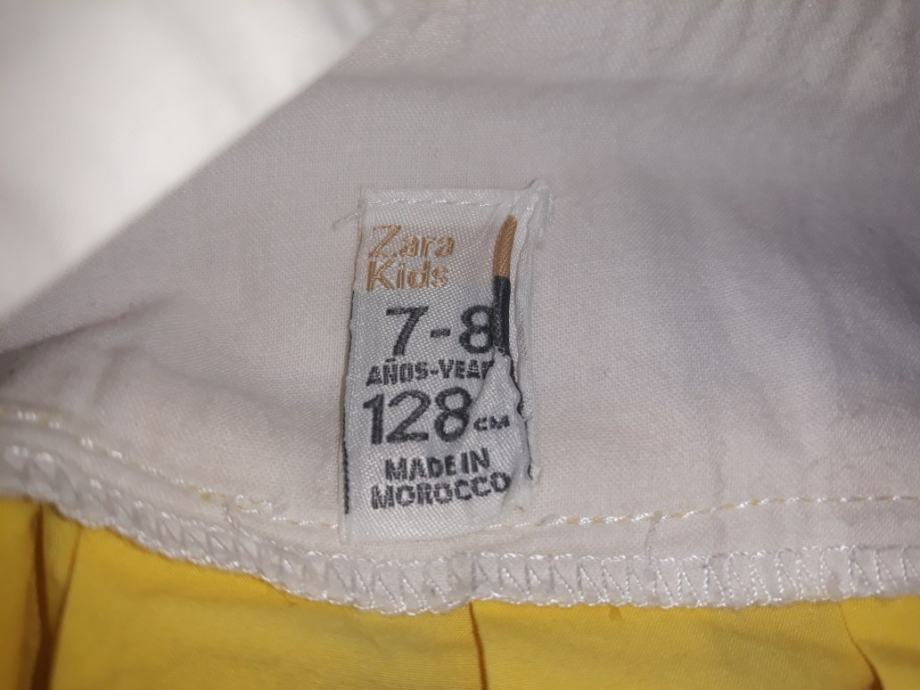 Zara
Kids
7-8
AÑOS-YEAR
128 CM
MADE IN
MOROCCO